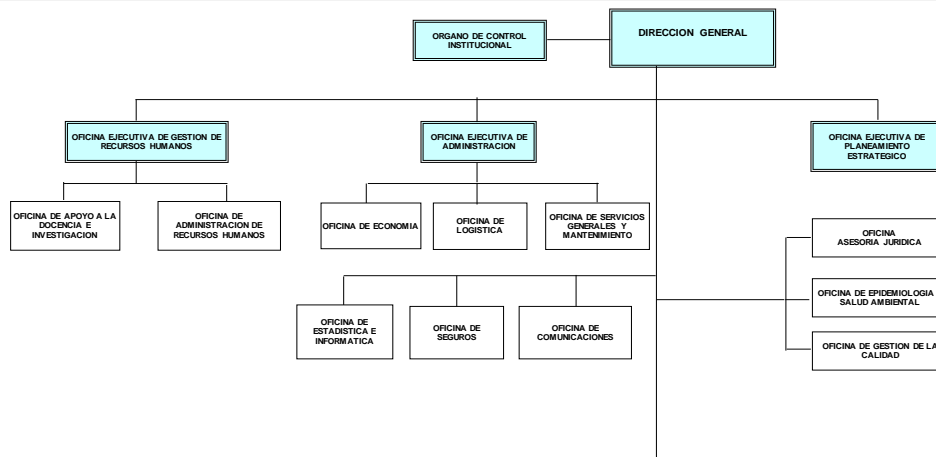 ORGANO DE CONTROL
INSTITUCIONAL
DIRECCION GENERAL
OFICINA EJECUTIVA DE GESTION DE
RECURSOS HUMANOS
OFICINA EJECUTIVA DE
ADMINISTRACION
OFICINA EJECUTIVA DE
PLANEAMIENTO
ESTRATEGICO
OFICINA DE APOYO A LA
DOCENCIA E
INVESTIGACION
OFICINA DE
ADMINISTRACION DE
RECURSOS HUMANOS
OFICINA DE ECONOMIA
OFICINA DE
LOGISTICA
OFICINA DE SERVICIOS
GENERALES Y
MANTENIMIENTO
OFICINA
ASESORIA JURIDICA
OFICINA DE EPIDEMIOLOGIA
SALUD AMBIENTAL
OFICINA DE GESTION DE LA
CALIDAD
OFICINA DE
ESTADISTICA E
INFORMATICA
OFICINA DE
SEGUROS
OFICINA DE
COMUNICACIONES